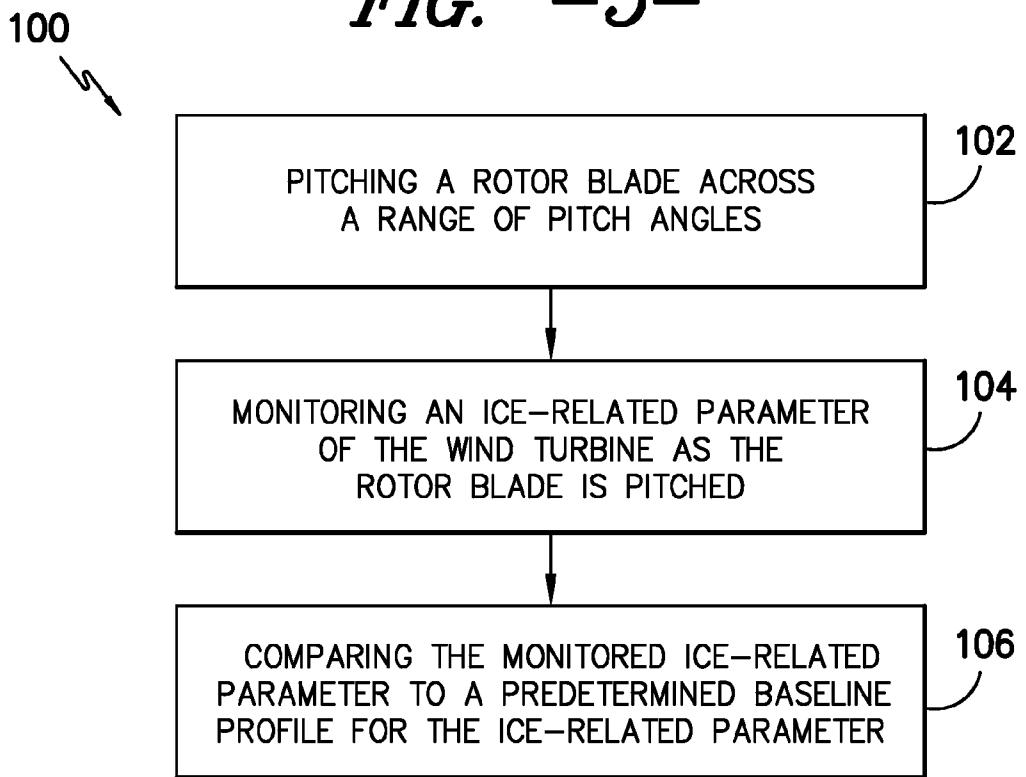 FIG. -5-
100
102
PITCHING A ROTOR BLADE ACROSS
A RANGE OF PITCH ANGLES
104
MONITORING AN ICE-RELATED PARAMETER
OF THE WIND TURBINE AS THE
ROTOR BLADE IS PITCHED
106
COMPARING THE MONITORED ICE-RELATED
PARAMETER TO A PREDETERMINED BASELINE
PROFILE FOR THE ICE-RELATED PARAMETER